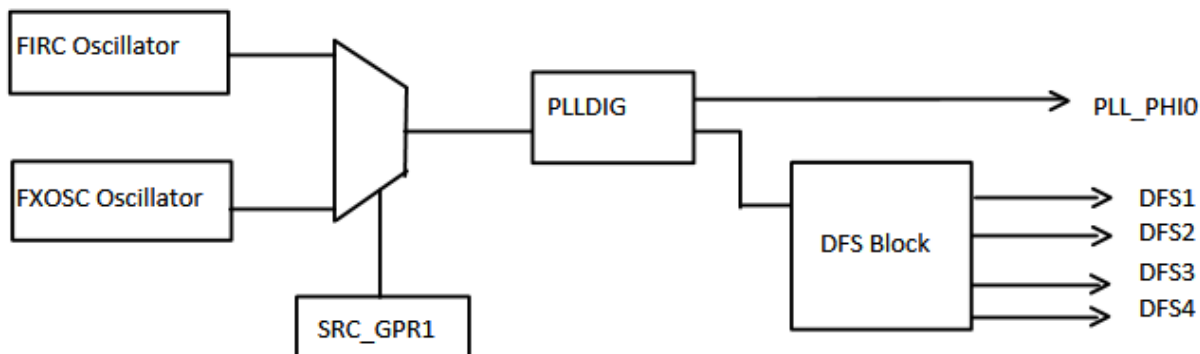 FIRC Oscillator
FXOSC Oscillator
SRC_GPR1
PLLDIG
PLL_PHI0
DFS Block
DFS1
DFS2
DFS3
DFS4